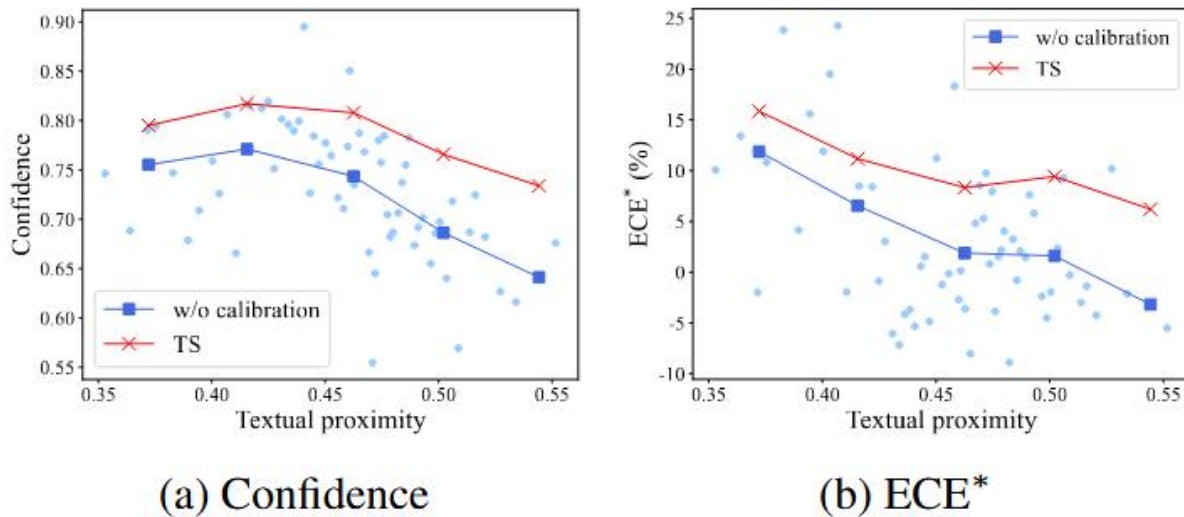 0.90
0.85
0.80
0.75
0.70
0.65
0.60
0.55
Confidence
w/o calibration
TS
0.35 0.40 0.45 0.50 0.55
Textual proximity
(a) Confidence
25
20
15
10
5
0
-5
-10
ECE* (%)
w/o calibration
TS
0.35 0.40 0.45 0.50 0.55
Textual proximity
(b) ECE*